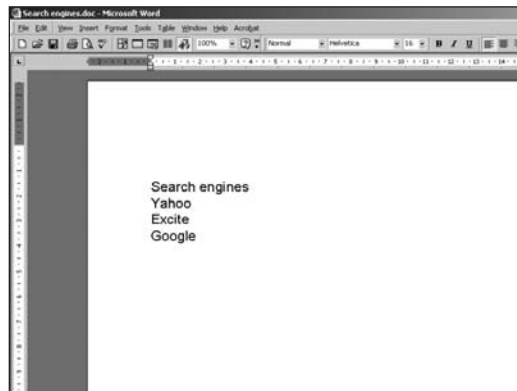 Search engines.doc - Microsoft Word
File Edit View Insert Format Tools Table Window Help Acrobat
100% Normal Helvetica 16 B I U
Search engines
Yahoo
Excite
Google